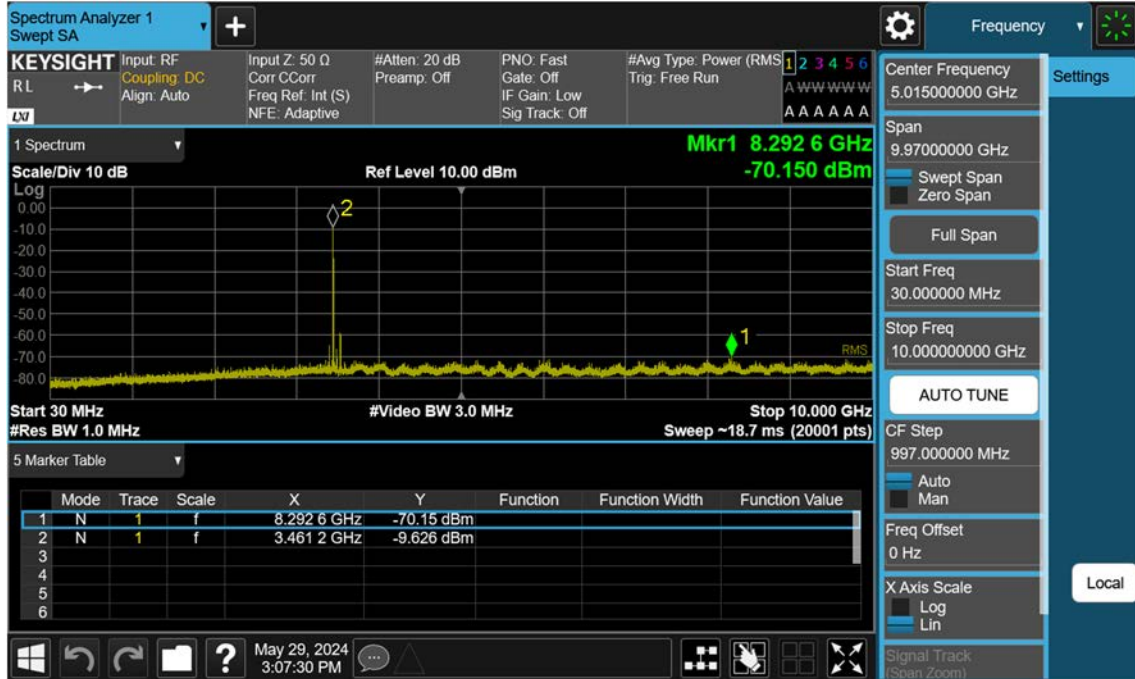 Spectrum Analyzer 1
Swept SA
+
Frequency
KEYSIGHT
R L
LXI
Input: RF
Coupling: DC
Align: Auto
Input Z: 50 Ω
Corr CCorr
Freq Ref: Int (S)
NFE: Adaptive
#Atten: 20 dB
Preamp: Off
PNO: Fast
Gate: Off
IF Gain: Low
Sig Track: Off
#Avg Type: Power (RMS
Trig: Free Run
1 2 3 4 5 6
A W W W W W
A A A A A A
1 Spectrum
Scale/Div 10 dB
Ref Level 10.00 dBm
Mkr1 8.292 6 GHz
-70.150 dBm
Log
0.00
-10.0
-20.0
-30.0
-40.0
-50.0
-60.0
-70.0
-80.0
2
1
RMS
Start 30 MHz
#Video BW 3.0 MHz
Stop 10.000 GHz
#Res BW 1.0 MHz
Sweep ~18.7 ms (20001 pts)
5 Marker Table
Mode Trace Scale X Y Function Function Width Function Value
1 N 1 f 8.292 6 GHz -70.15 dBm
2 N 1 f 3.461 2 GHz -9.626 dBm
3
4
5
6
?
May 29, 2024
3:07:30 PM
Center Frequency
5.015000000 GHz
Settings
Span
9.97000000 GHz
Swept Span
Zero Span
Full Span
Start Freq
30.000000 MHz
Stop Freq
10.000000000 GHz
AUTO TUNE
CF Step
997.000000 MHz
Auto
Man
Freq Offset
0 Hz
X Axis Scale
Log
Lin
Local
Signal Track
(Span Zoom)